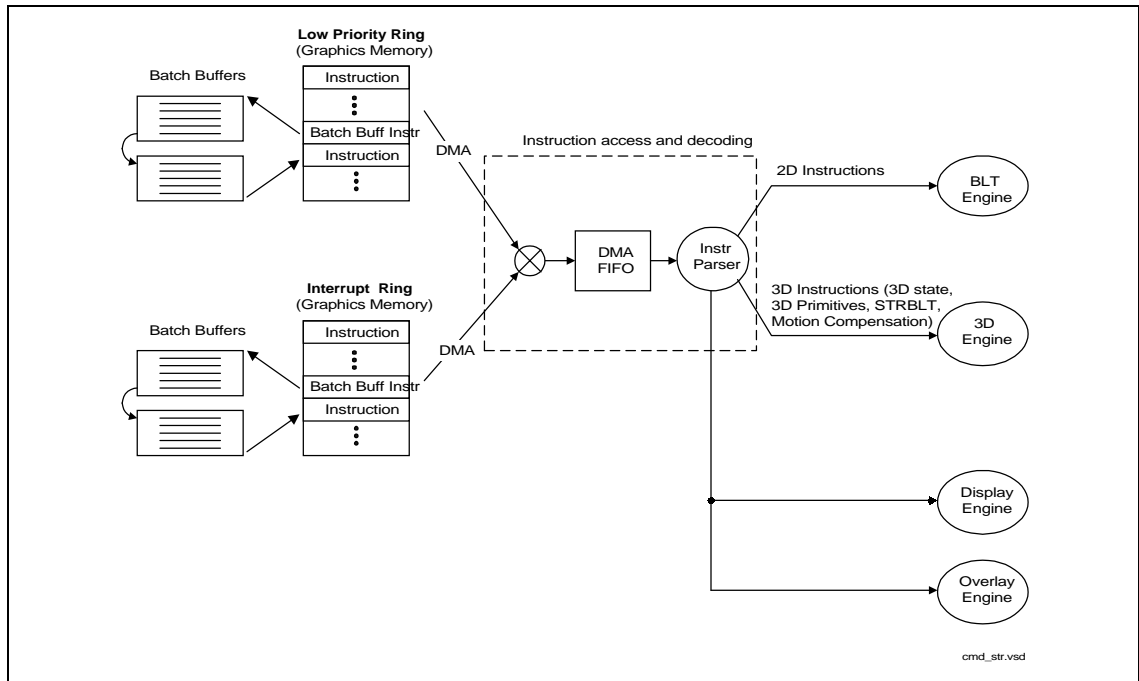 Low Priority Ring
(Graphics Memory)
Batch Buffers
Instruction
Batch Buff Instr
Instruction
DMA
Instruction access and decoding
2D Instructions
BLT
Engine
DMA
FIFO
Instr
Parser
3D Instructions (3D state,
3D Primitives, STRBLT,
Motion Compensation)
3D
Engine
Interrupt Ring
(Graphics Memory)
Batch Buffers
Instruction
Batch Buff Instr
Instruction
DMA
Display
Engine
Overlay
Engine
cmd_str.vsd